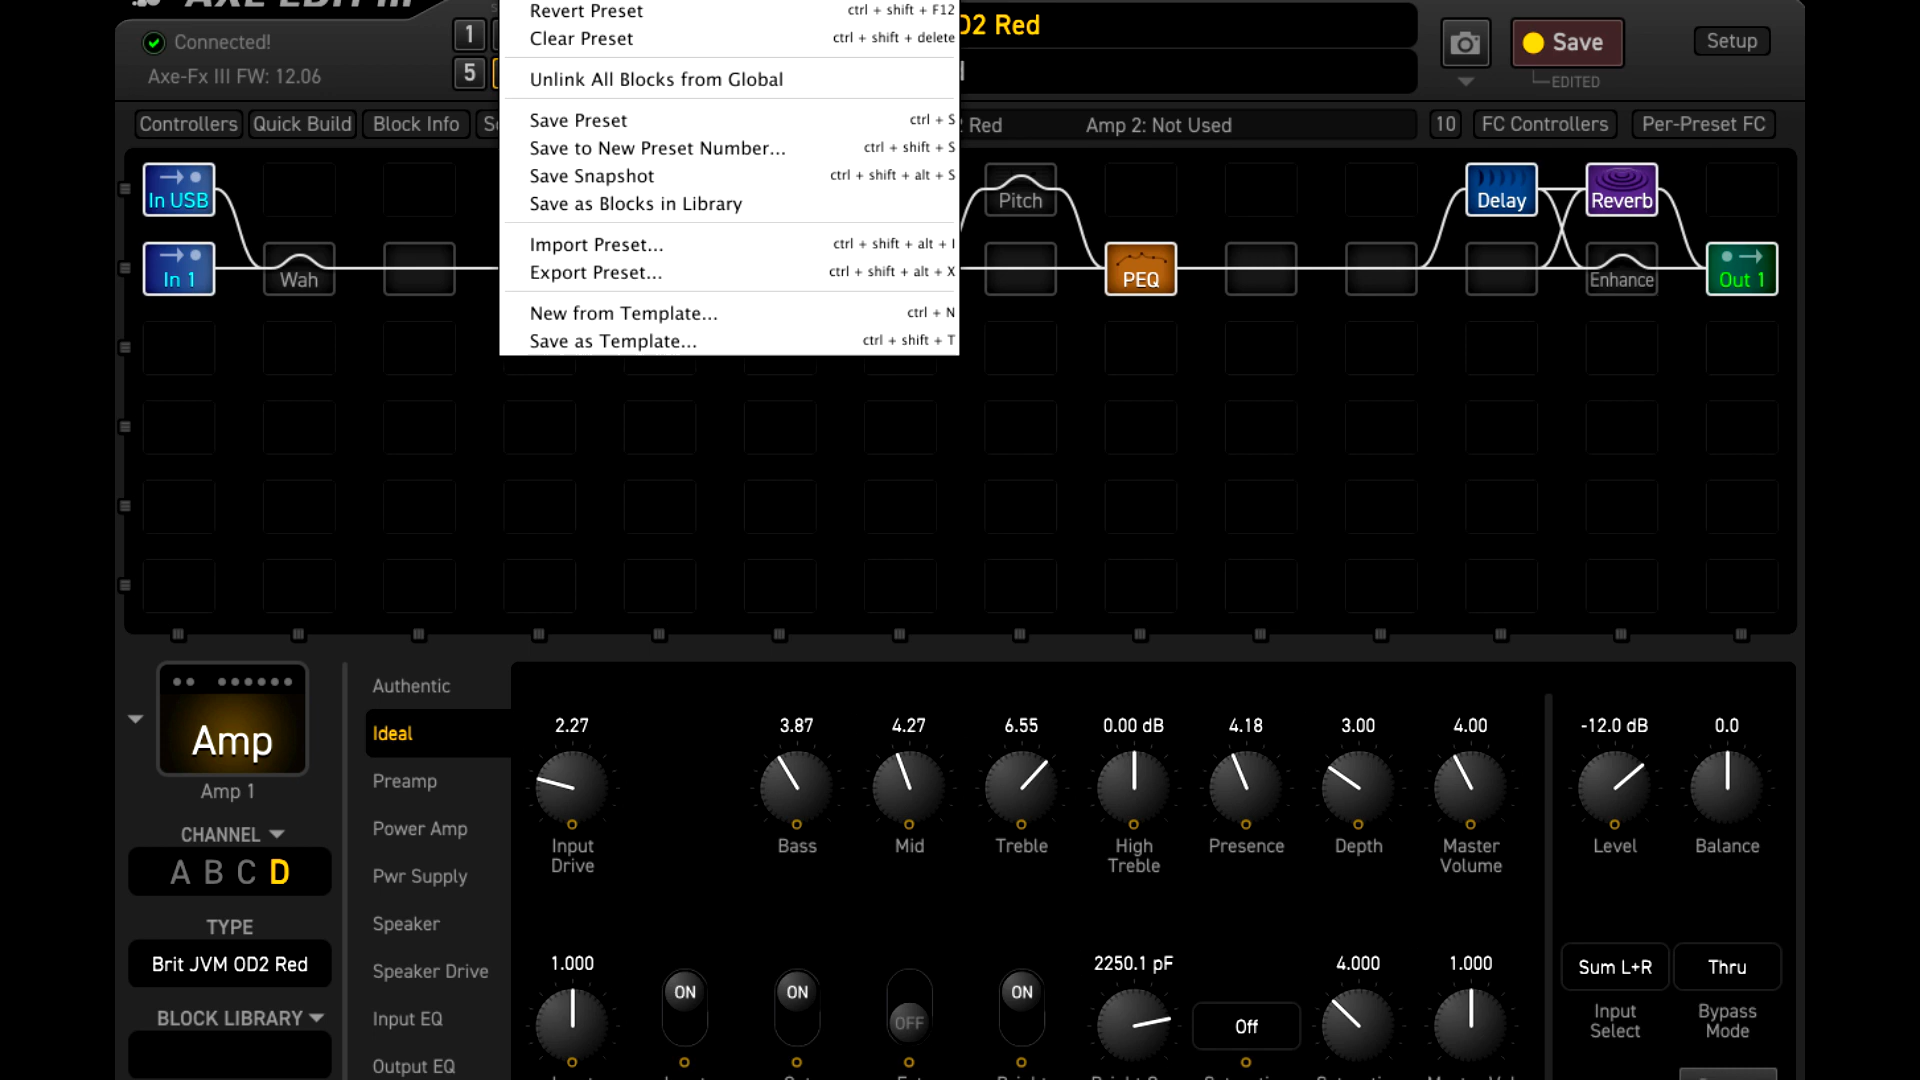 AXE EDIT III
Connected!
Axe-Fx III FW: 12.06
1
5
Revert Preset ctrl + shift + F12
Clear Preset ctrl + shift + delete
Unlink All Blocks from Global
Save Preset ctrl + S
Save to New Preset Number... ctrl + shift + S
Save Snapshot ctrl + shift + alt + S
Save as Blocks in Library
Import Preset... ctrl + shift + alt + I
Export Preset... ctrl + shift + alt + X
New from Template... ctrl + N
Save as Template... ctrl + shift + T
OD2 Red
Save
EDITED
Setup
Controllers Quick Build Block Info
Red Amp 2: Not Used 10 FC Controllers Per-Preset FC
In USB Pitch Delay Reverb
In 1 Wah PEQ Enhance Out 1
Amp
Amp 1
CHANNEL
A B C D
TYPE
Brit JVM OD2 Red
BLOCK LIBRARY
Authentic
Ideal
Preamp
Power Amp
Pwr Supply
Speaker
Speaker Drive
Input EQ
Output EQ
2.27 3.87 4.27 6.55 0.00 dB 4.18 3.00 4.00 -12.0 dB 0.0
Input Drive Bass Mid Treble High Treble Presence Depth Master Volume Level Balance
1.000 ON ON OFF ON 2250.1 pF Off 4.000 1.000
Sum L+R Thru
Input Select Bypass Mode